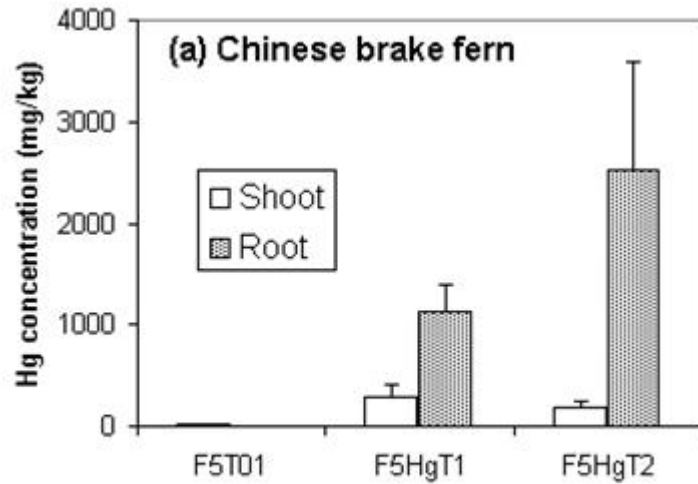 (a) Chinese brake fern
Hg concentration (mg/kg)
4000
3000
2000
1000
0
Shoot
Root
F5T01
F5HgT1
F5HgT2